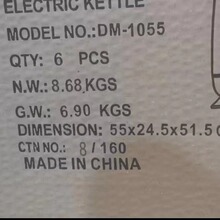 ELECTRIC KETTLE
MODEL NO.:DM-1055
QTY: 6 PCS
N.W.: 8.68 KGS
G.W.: 6.90 KGS
DIMENSION: 55x24.5x51.5
CTN NO.: 8/160
MADE IN CHINA